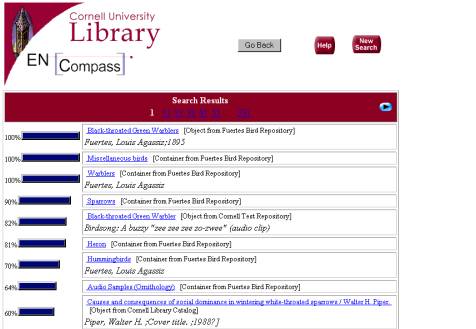 Cornell University
Library
EN [Compass]
Go Back
Help
New
Search
Search Results
1
100% Black-throated Green Warblers [Object from Fuertes Bird Repository]
Fuertes, Louis Agassiz;1895
100% Miscellaneous birds [Container from Fuertes Bird Repository]
100% Warblers [Container from Fuertes Bird Repository]
Fuertes, Louis Agassiz
90% Sparrows [Container from Fuertes Bird Repository]
82% Black-throated Green Warbler [Object from Cornell Test Repository]
Birdsong: A buzzy "zee zee zee zo-zwee" (audio clip)
81% Heron [Container from Fuertes Bird Repository]
70% Hummingbirds [Container from Fuertes Bird Repository]
Fuertes, Louis Agassiz
64% Audio Samples (Ornithology) [Container from Fuertes Bird Repository]
60% Causes and consequences of social dominance in wintering white-throated sparrows / Walter H. Piper.
[Object from Cornell Library Catalog]
Piper, Walter H. ;Cover title. ;1988?]